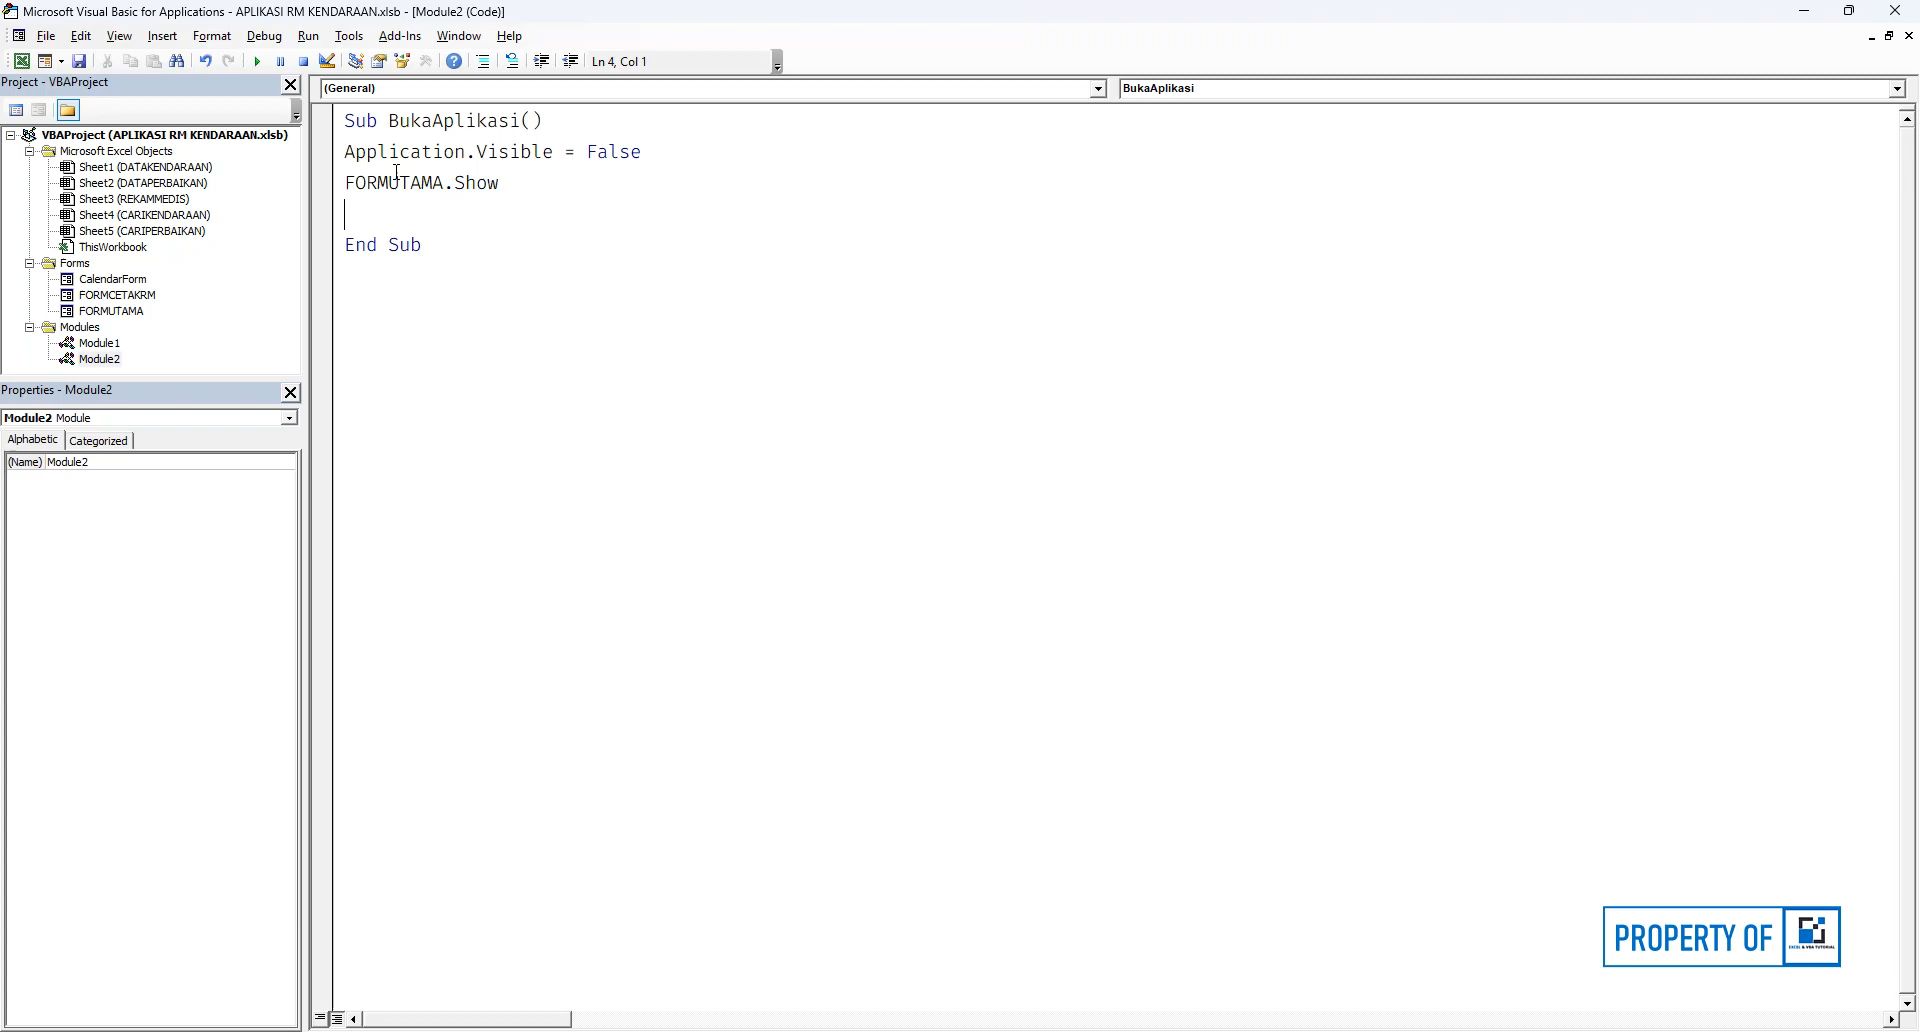 Microsoft Visual Basic for Applications - APLIKASI RM KENDARAAN.xlsb - [Module2 (Code)]
File Edit View Insert Format Debug Run Tools Add-Ins Window Help
Ln 4, Col 1
Project - VBAProject
(General)
BukaAplikasi
VBAProject (APLIKASI RM KENDARAAN.xlsb)
Microsoft Excel Objects
Sheet1 (DATAKENDARAAN)
Sheet2 (DATAPERBAIKAN)
Sheet3 (REKAMMEDIS)
Sheet4 (CARIKENDARAAN)
Sheet5 (CARIPERBAIKAN)
ThisWorkbook
Forms
CalendarForm
FORMCETAKRM
FORMUTAMA
Modules
Module1
Module2
Properties - Module2
Module2 Module
Alphabetic Categorized
(Name) Module2
Sub BukaAplikasi()
Application.Visible = False
FORMUTAMA.Show
End Sub
PROPERTY OF
EXCEL & VBA TUTORIAL